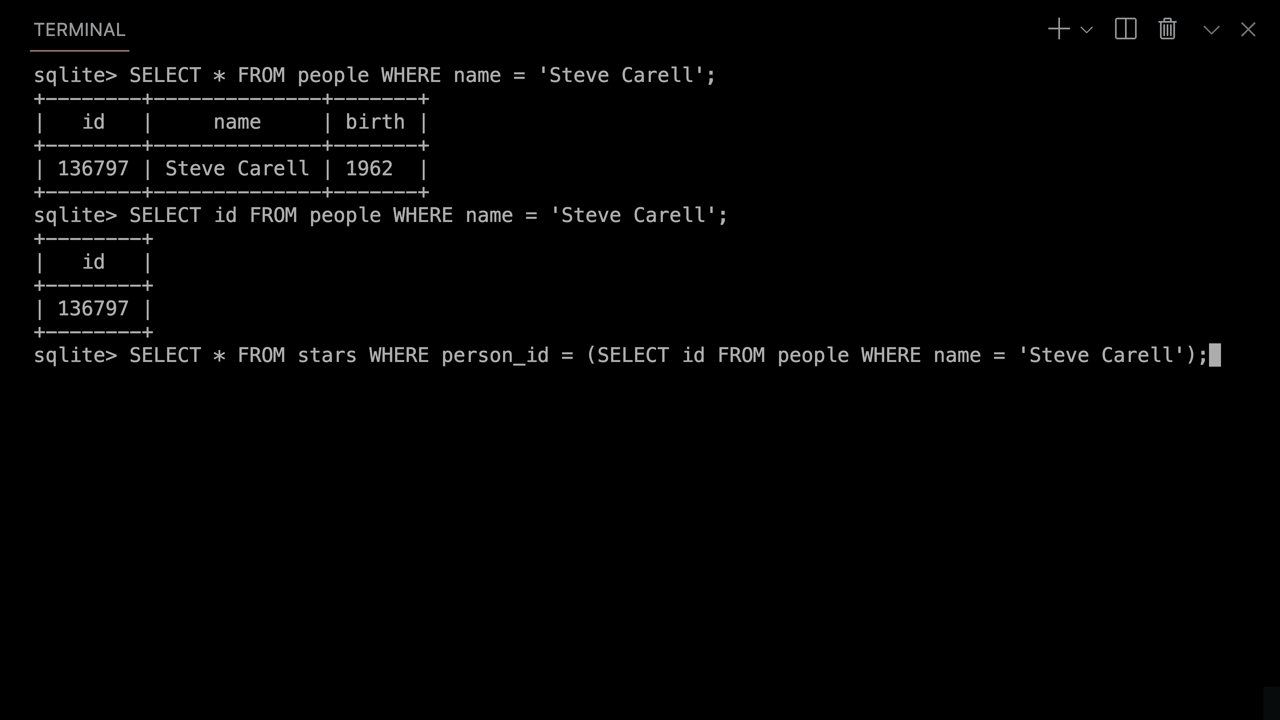 TERMINAL
sqlite> SELECT * FROM people WHERE name = 'Steve Carell';
+--------+--------------+-------+
|   id   |     name     | birth |
+--------+--------------+-------+
| 136797 | Steve Carell | 1962  |
+--------+--------------+-------+
sqlite> SELECT id FROM people WHERE name = 'Steve Carell';
+--------+
|   id   |
+--------+
| 136797 |
+--------+
sqlite> SELECT * FROM stars WHERE person_id = (SELECT id FROM people WHERE name = 'Steve Carell');